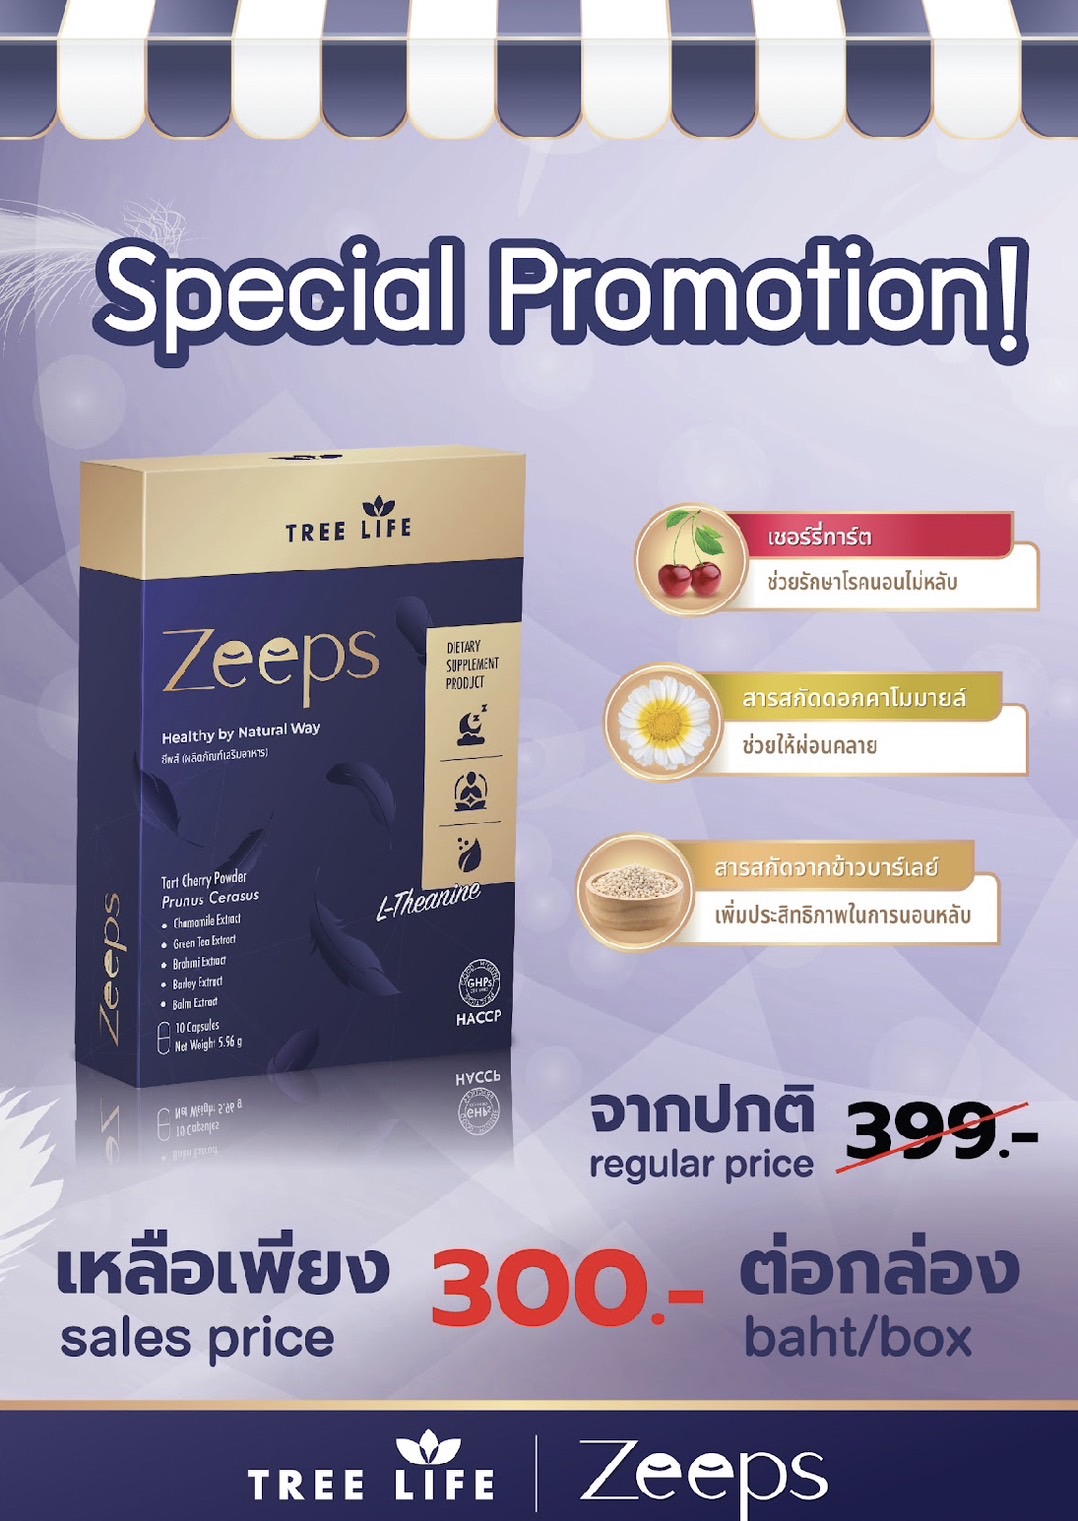 Special Promotion!
TREE LIFE
Zeeps
DIETARY
SUPPLEMENT
PRODUCT
Healthy by Natural Way
ซีพส์ (ผลิตภัณฑ์เสริมอาหาร)
Tart Cherry Powder
Prunus Cerasus
• Chamomile Extract
• Green Tea Extract
• Brahmi Extract
• Barley Extract
• Balm Extract
10 Capsules
Net Weight 5.56 g
L-Theanine
GHPs
HACCP
Zeeps
เชอร์รี่ทาร์ต
ช่วยรักษาโรคนอนไม่หลับ
สารสกัดดอกคาโมมายล์
ช่วยให้ผ่อนคลาย
สารสกัดจากข้าวบาร์เลย์
เพิ่มประสิทธิภาพในการนอนหลับ
จากปกติ 399.-
regular price
เหลือเพียง 300.- ต่อกล่อง
sales price baht/box
TREE LIFE | Zeeps